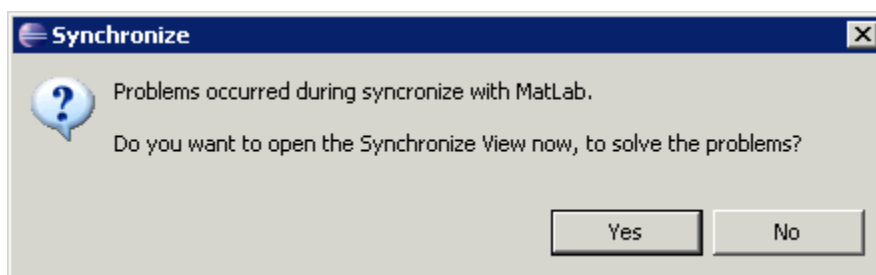 Synchronize
Problems occurred during syncronize with MatLab.
Do you want to open the Synchronize View now, to solve the problems?
Yes No